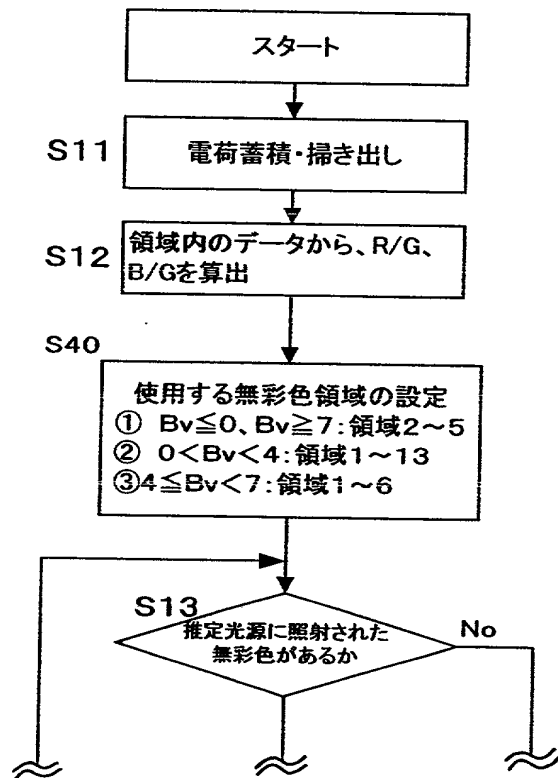 スタート
S11
電荷蓄積・掃き出し
S12
領域内のデータから、R/G、
B/Gを算出
S40
使用する無彩色領域の設定
① Bv≦0、Bv≧7:領域2～5
② 0<Bv<4:領域1～13
③4≦Bv<7:領域1～6
S13
推定光源に照射された
無彩色があるか
No